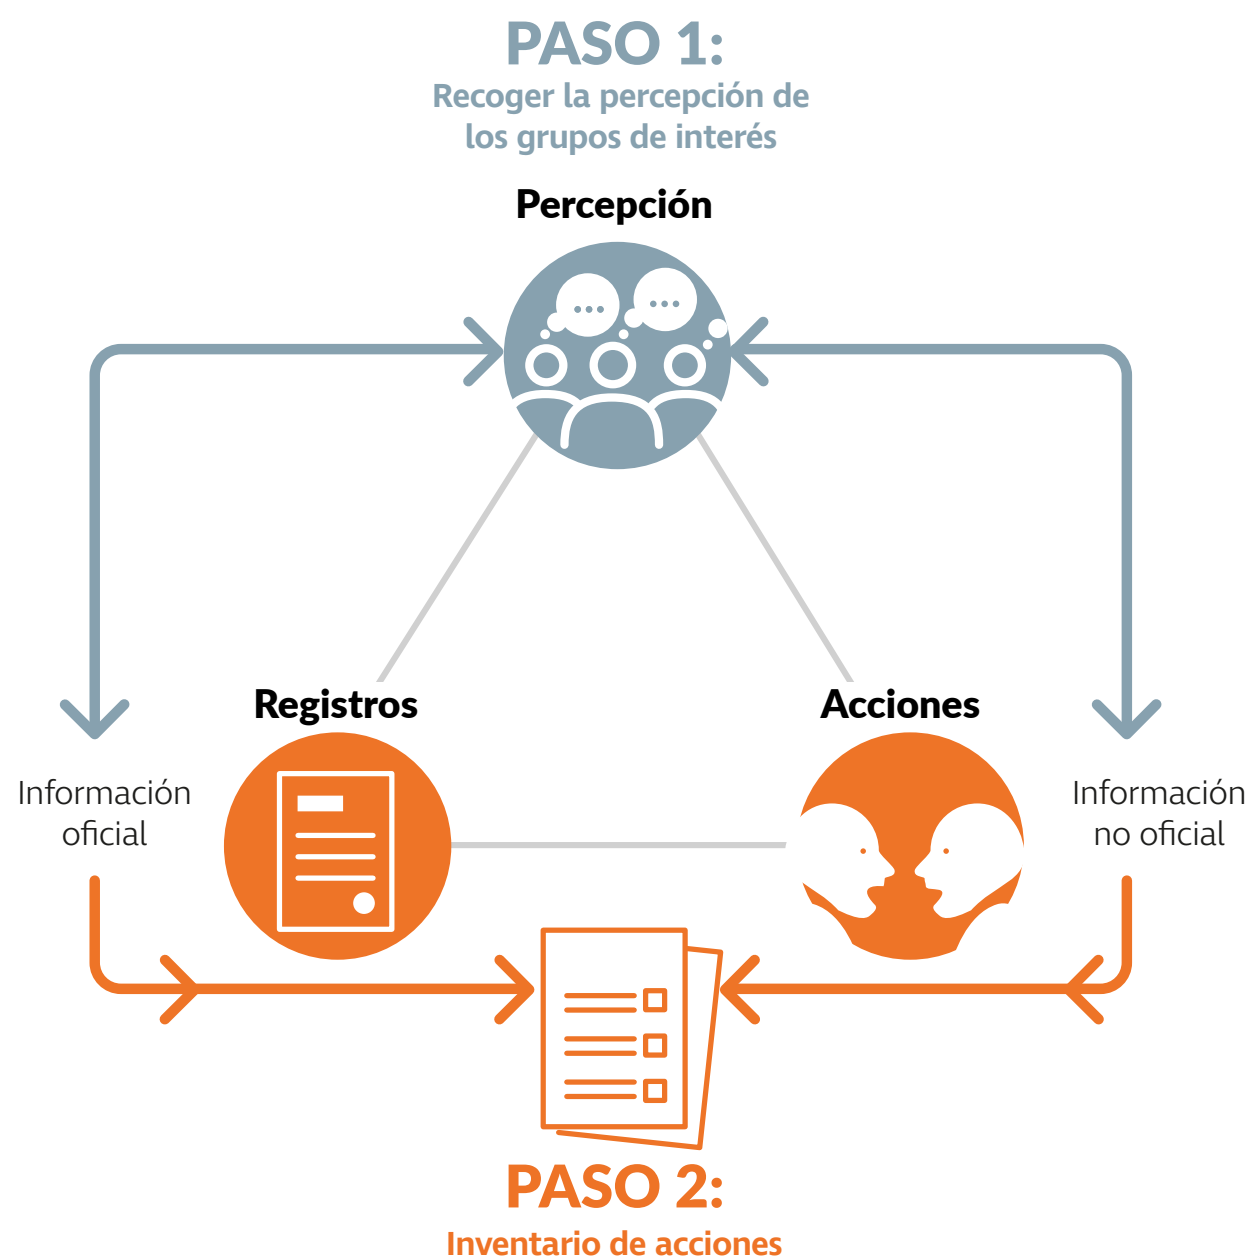 PASO 1:
Recoger la percepción de
los grupos de interés
Percepción
Registros
Acciones
Información
oficial
Información
no oficial
PASO 2:
Inventario de acciones